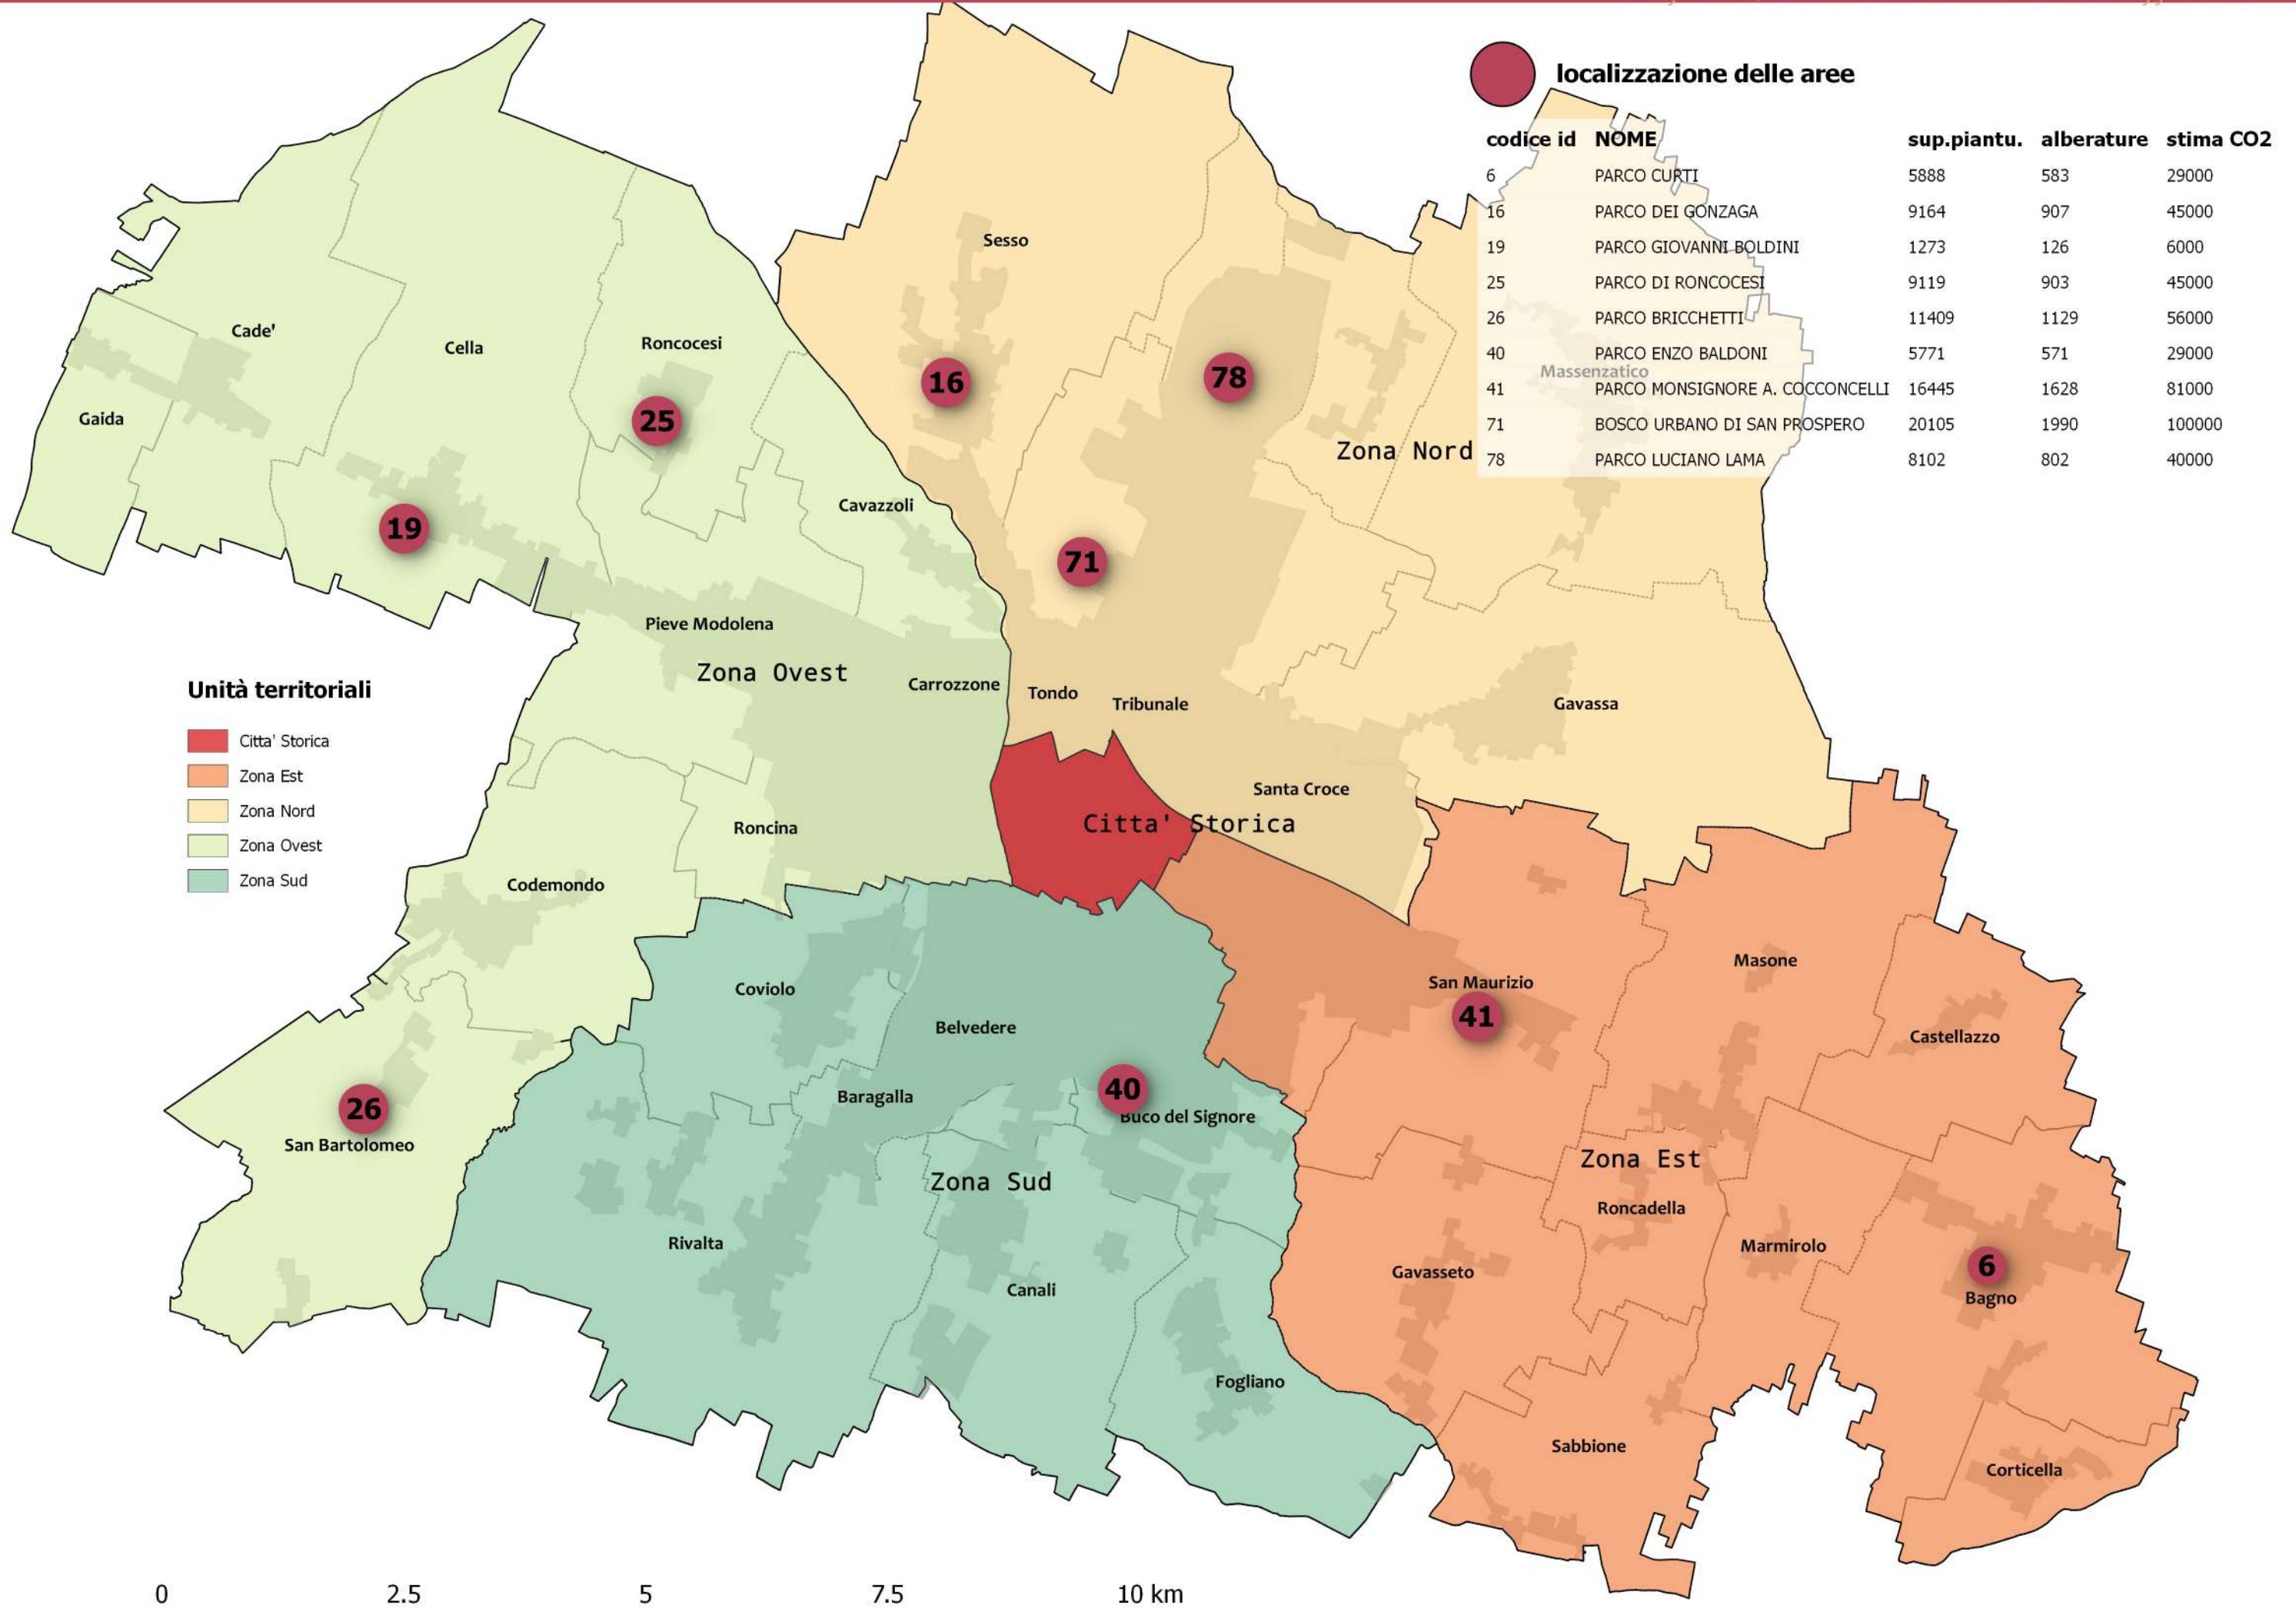 localizzazione delle aree
codice id NOME sup.piantu. alberature stima CO2
6 PARCO CURTI 5888 583 29000
16 PARCO DEI GONZAGA 9164 907 45000
19 PARCO GIOVANNI BOLDINI 1273 126 6000
25 PARCO DI RONCOCESI 9119 903 45000
26 PARCO BRICCHETTI 11409 1129 56000
40 PARCO ENZO BALDONI 5771 571 29000
41 PARCO MONSIGNORE A. COCCONCELLI 16445 1628 81000
71 BOSCO URBANO DI SAN PROSPERO 20105 1990 100000
78 PARCO LUCIANO LAMA 8102 802 40000
Massenzatico
Sesso
Cade'
Cella
Roncocesi
16
78
Gaida
25
Zona Nord
Cavazzoli
19
71
Pieve Modolena
Zona Ovest
Carrozzone
Tondo
Tribunale
Gavassa
Unità territoriali
Citta' Storica
Zona Est
Zona Nord
Zona Ovest
Zona Sud
Santa Croce
Citta' Storica
Roncina
Codemondo
Masone
San Maurizio
41
Coviolo
Belvedere
Castellazzo
40
Baragalla
Buco del Signore
26
San Bartolomeo
Zona Est
Zona Sud
Roncadella
Rivalta
Marmirolo
Gavasseto
6
Canali
Bagno
Fogliano
Sabbione
Corticella
0 2.5 5 7.5 10 km